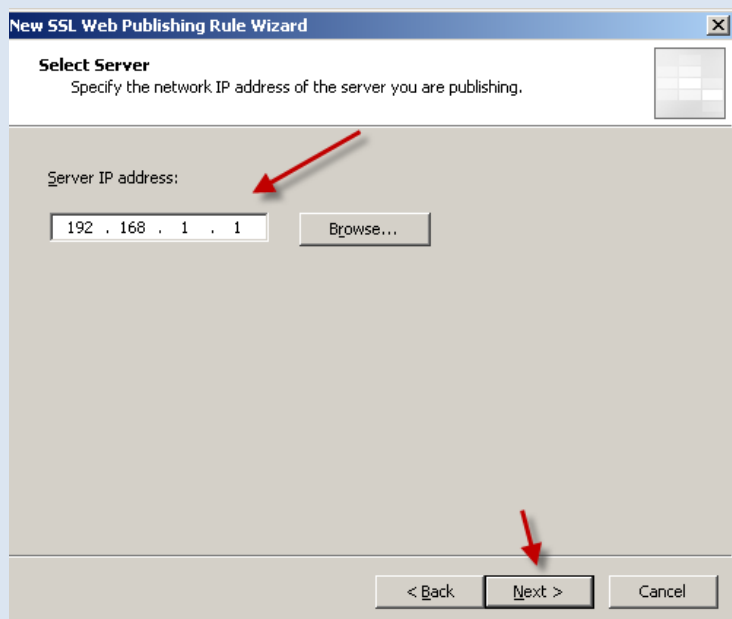 New SSL Web Publishing Rule Wizard
Select Server
Specify the network IP address of the server you are publishing.
Server IP address:
192 . 168 . 1 . 1
Browse...
< Back
Next >
Cancel